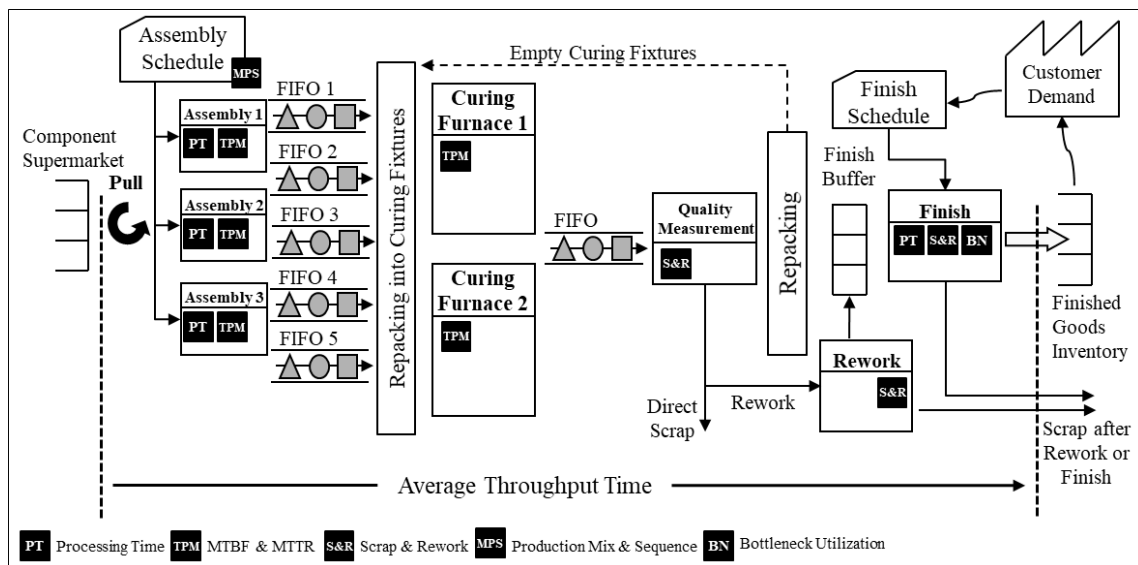 Assembly
Schedule
MPS
Empty Curing Fixtures
Customer
Demand
Finish
Schedule
Component
Supermarket
Pull
Assembly 1
PT TPM
Assembly 2
PT TPM
Assembly 3
PT TPM
FIFO 1
FIFO 2
FIFO 3
FIFO 4
FIFO 5
Repacking into Curing Fixtures
Curing
Furnace 1
TPM
Curing
Furnace 2
TPM
FIFO
Quality
Measurement
S&R
Direct
Scrap
Rework
Repacking
Finish
Buffer
Rework
S&R
Finish
PT S&R BN
Finished
Goods
Inventory
Scrap after
Rework or
Finish
Average Throughput Time
PT Processing Time TPM MTBF & MTTR S&R Scrap & Rework MPS Production Mix & Sequence BN Bottleneck Utilization